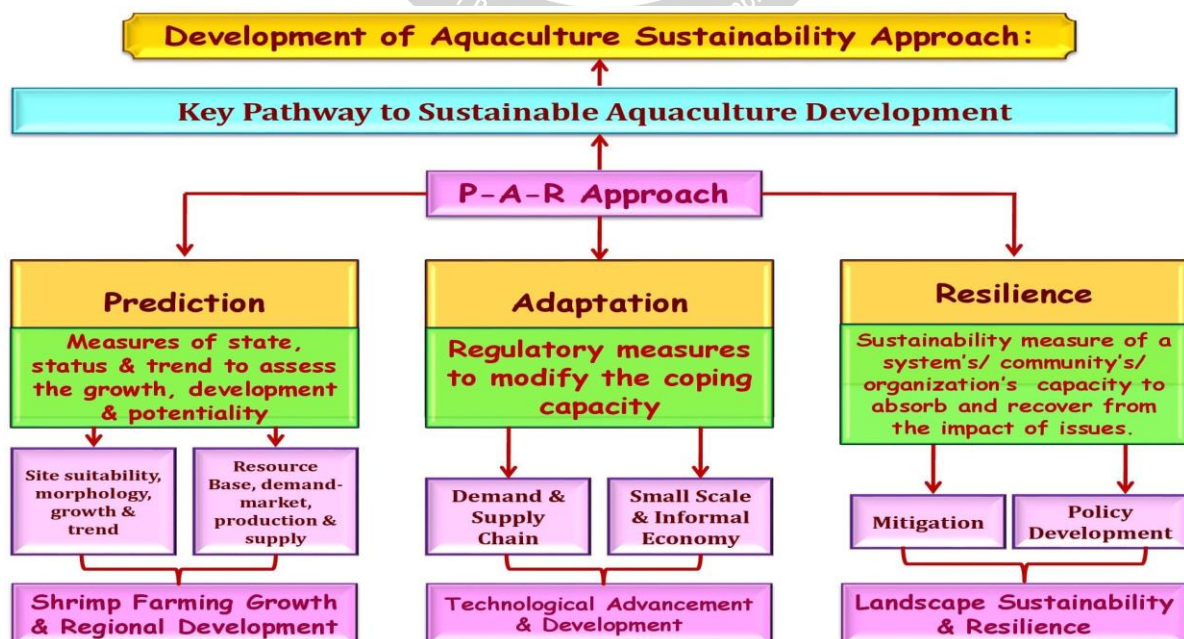 Development of Aquaculture Sustainability Approach:
Key Pathway to Sustainable Aquaculture Development
P-A-R Approach
Prediction
Measures of state,
status & trend to assess
the growth, development
& potentiality
Site suitability,
morphology,
growth &
trend
Resource
Base, demand-
market,
production &
supply
Shrimp Farming Growth
& Regional Development
Adaptation
Regulatory measures
to modify the coping
capacity
Demand &
Supply
Chain
Small Scale
& Informal
Economy
Technological Advancement
& Development
Resilience
Sustainability measure of a
system's/ community's/
organization's capacity to
absorb and recover from
the impact of issues.
Mitigation
Policy
Development
Landscape Sustainability
& Resilience